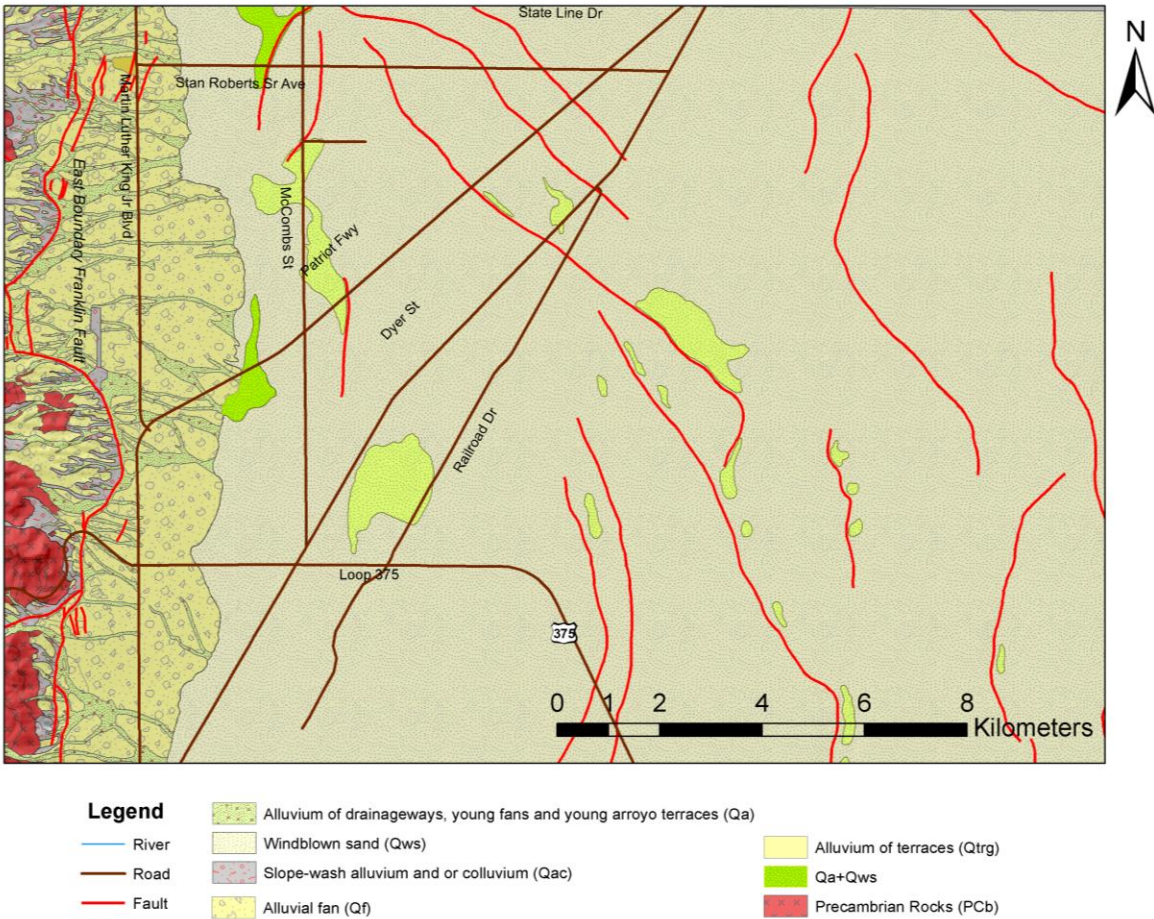 State Line Dr
N
Stan Roberts Sr Ave
Martin Luther King Jr Blvd
East Boundary Franklin Fault
McCombs St
Patriot Fwy
Dyer St
Railroad Dr
Loop 375
375
0 1 2 4 6 8
Kilometers
Legend
River
Road
Fault
Alluvium of drainageways, young fans and young arroyo terraces (Qa)
Windblown sand (Qws)
Slope-wash alluvium and or colluvium (Qac)
Alluvial fan (Qf)
Alluvium of terraces (Qtrg)
Qa+Qws
Precambrian Rocks (PCb)